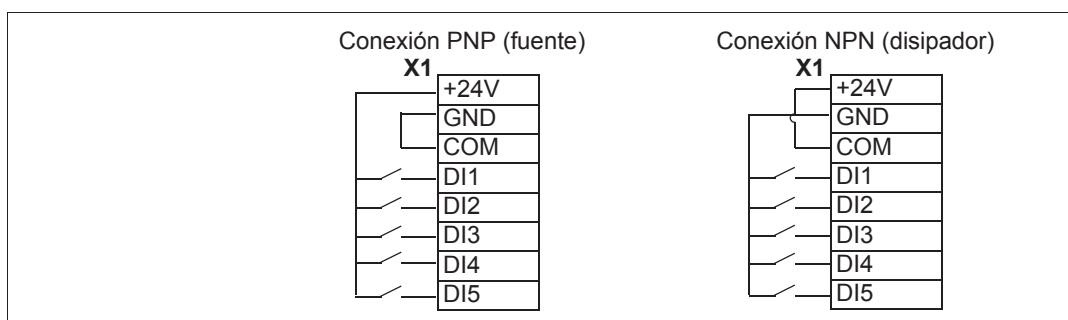 Conexión PNP (fuente)
X1
+24V
GND
COM
DI1
DI2
DI3
DI4
DI5
Conexión NPN (disipador)
X1
+24V
GND
COM
DI1
DI2
DI3
DI4
DI5